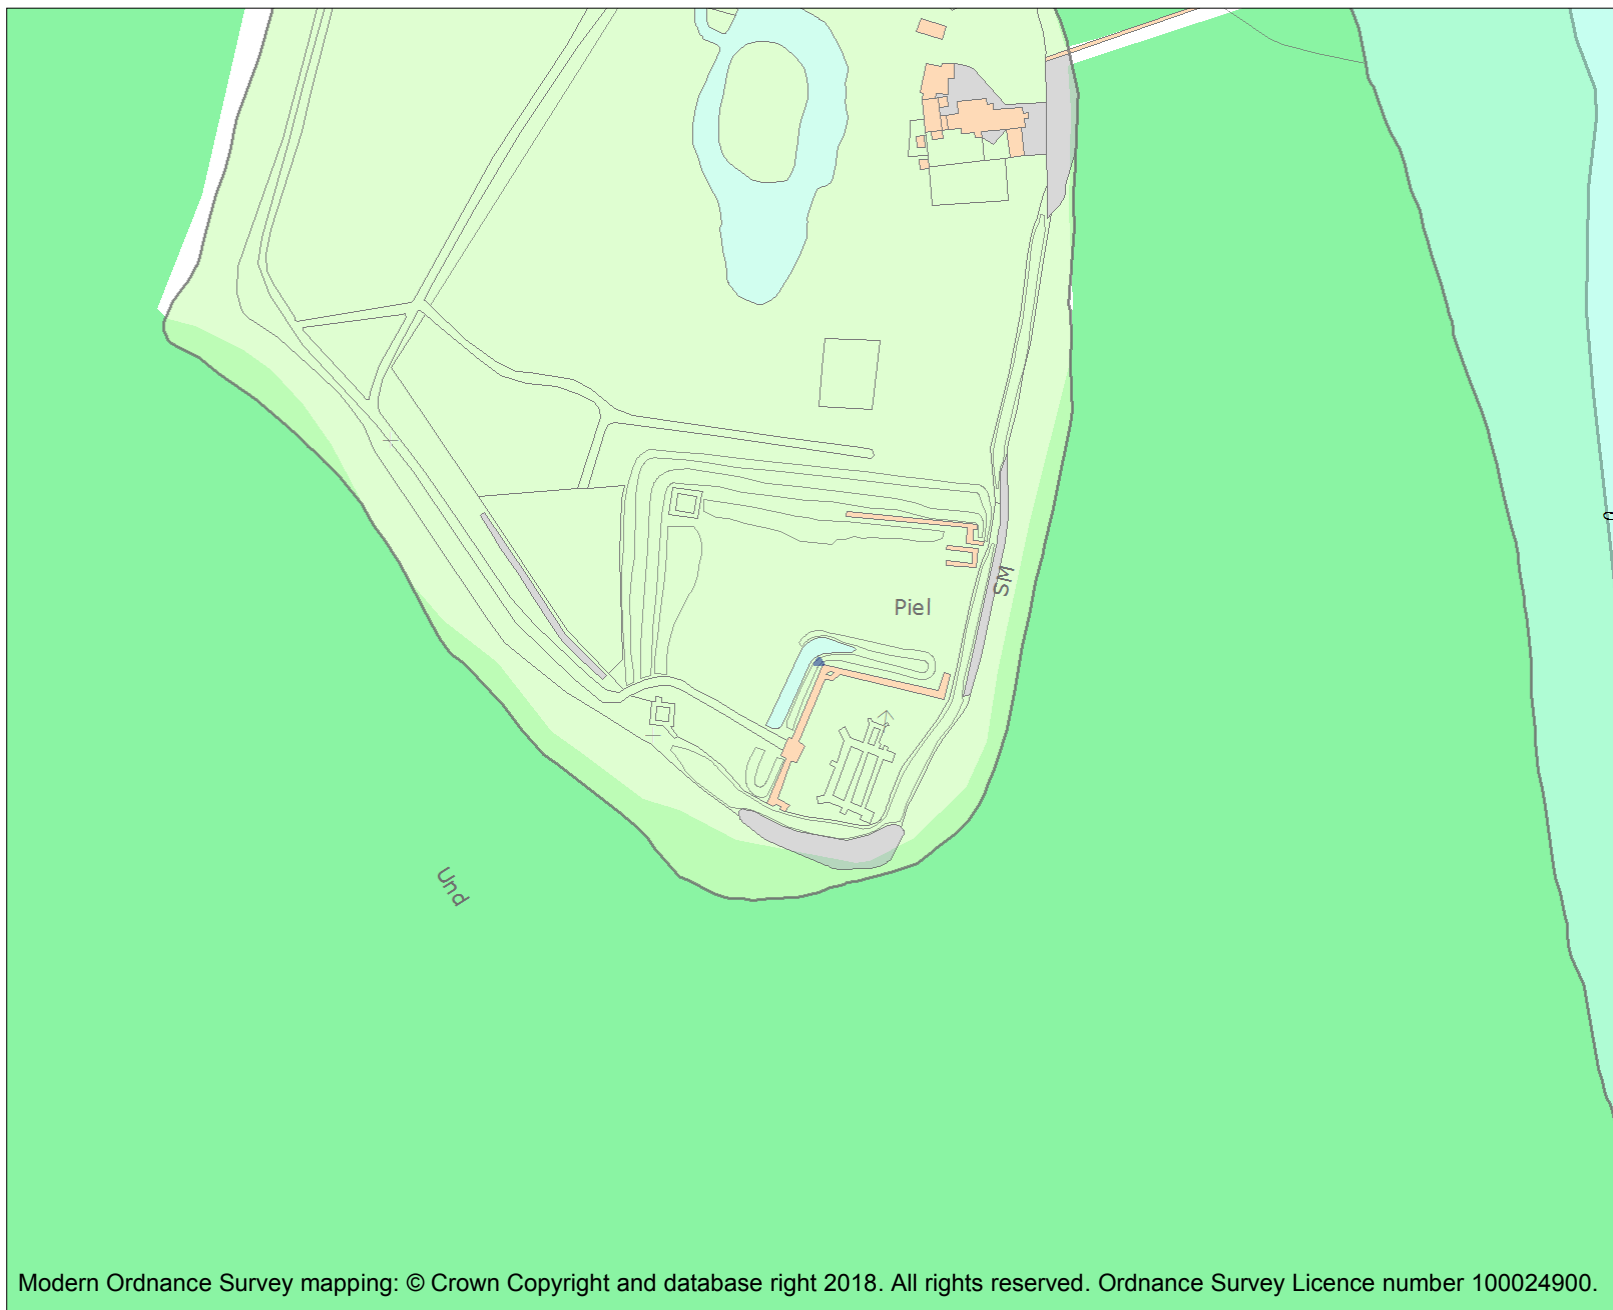 SM
Piel
Und
Modern Ordnance Survey mapping: © Crown Copyright and database right 2018. All rights reserved. Ordnance Survey Licence number 100024900.